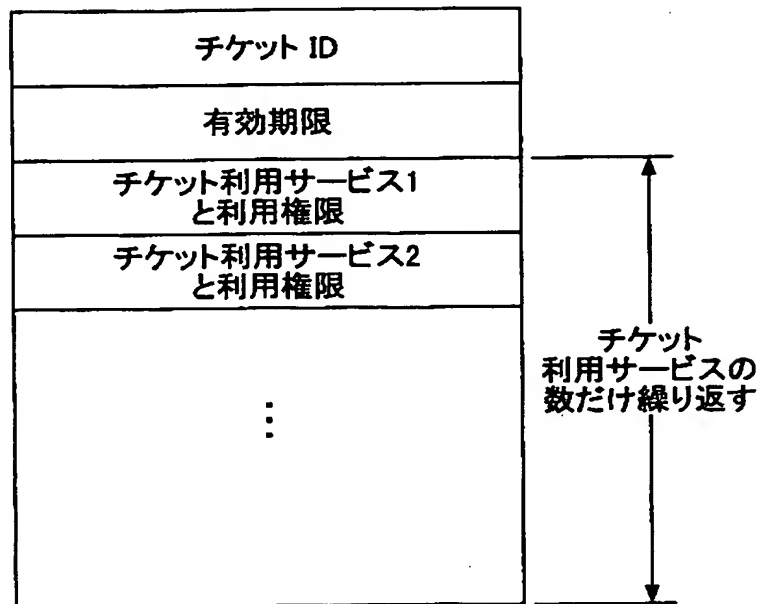 チケット ID
有効期限
チケット利用サービス1
と利用権限
チケット利用サービス2
と利用権限
⋮
チケット
利用サービスの
数だけ繰り返す